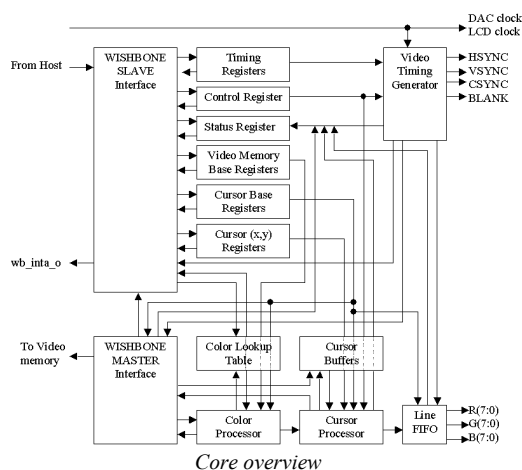 DAC clock
LCD clock
From Host
WISHBONE
SLAVE
Interface
Timing
Registers
Video
Timing
Generator
HSYNC
VSYNC
CSYNC
BLANK
Control Register
Status Register
Video Memory
Base Registers
Cursor Base
Registers
Cursor (x,y)
Registers
wb_inta_o
To Video
memory
WISHBONE
MASTER
Interface
Color Lookup
Table
Cursor
Buffers
Color
Processor
Cursor
Processor
Line
FIFO
R(7:0)
G(7:0)
B(7:0)
Core overview